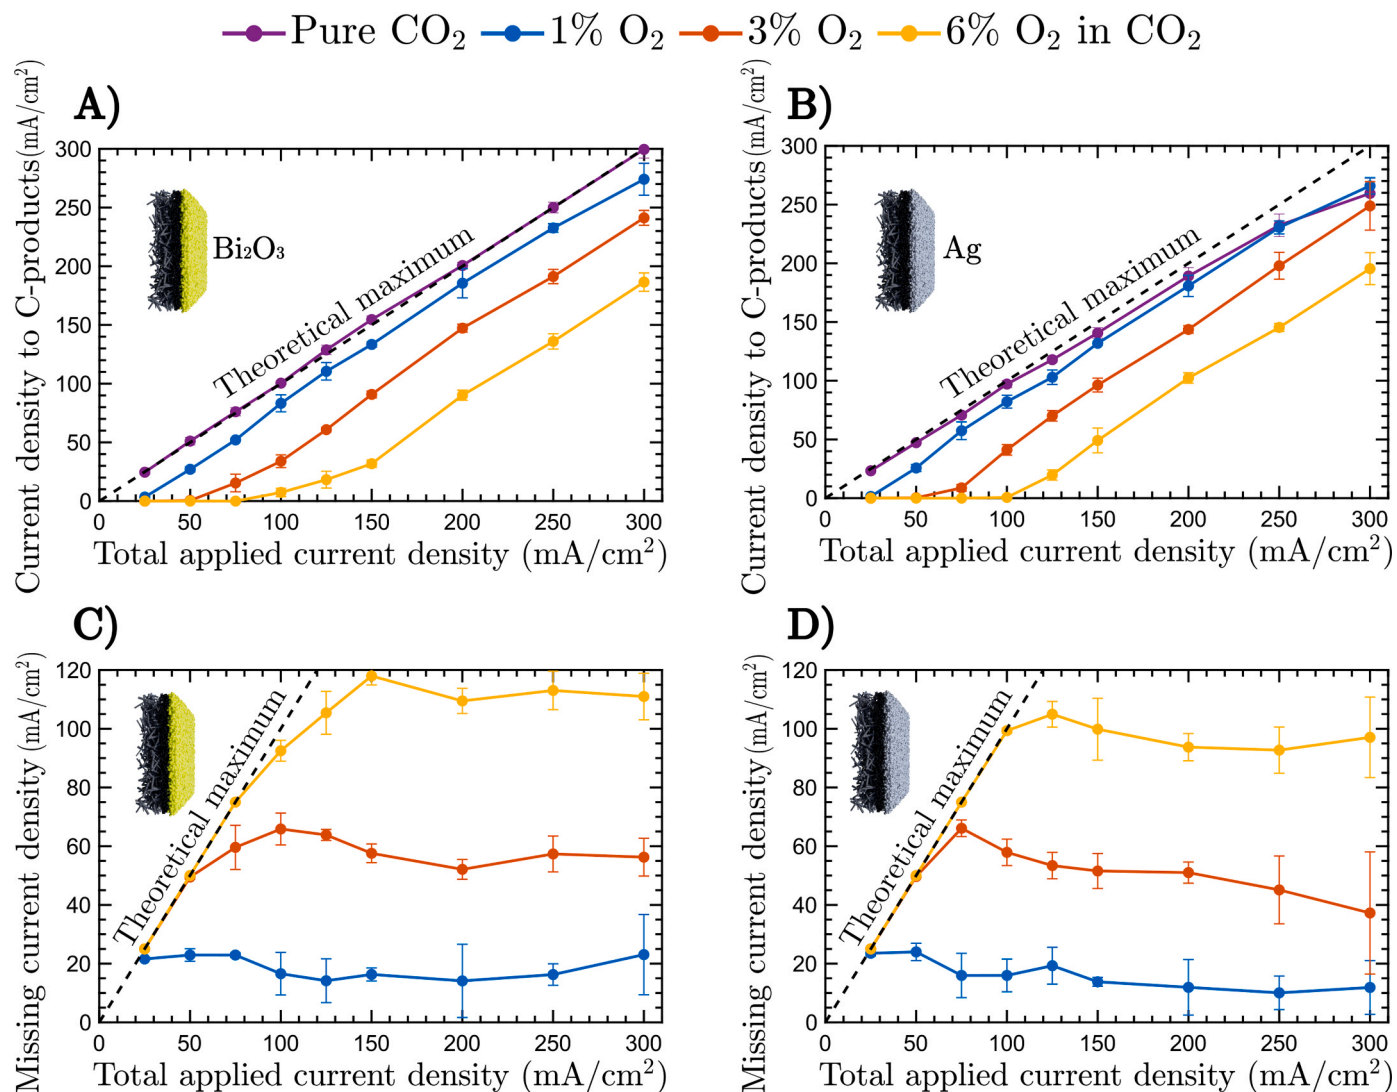 Pure CO₂ 1% O₂ 3% O₂ 6% O₂ in CO₂
A)
Current density to C-products (mA/cm²)
300
250
200
150
100
50
0
Bi₂O₃
Theoretical maximum
0 50 100 150 200 250 300
Total applied current density (mA/cm²)
B)
Current density to C-products (mA/cm²)
300
250
200
150
100
50
0
Ag
Theoretical maximum
0 50 100 150 200 250 300
Total applied current density (mA/cm²)
C)
Missing current density (mA/cm²)
120
100
80
60
40
20
0
Theoretical maximum
0 50 100 150 200 250 300
Total applied current density (mA/cm²)
D)
Missing current density (mA/cm²)
120
100
80
60
40
20
0
Theoretical maximum
0 50 100 150 200 250 300
Total applied current density (mA/cm²)